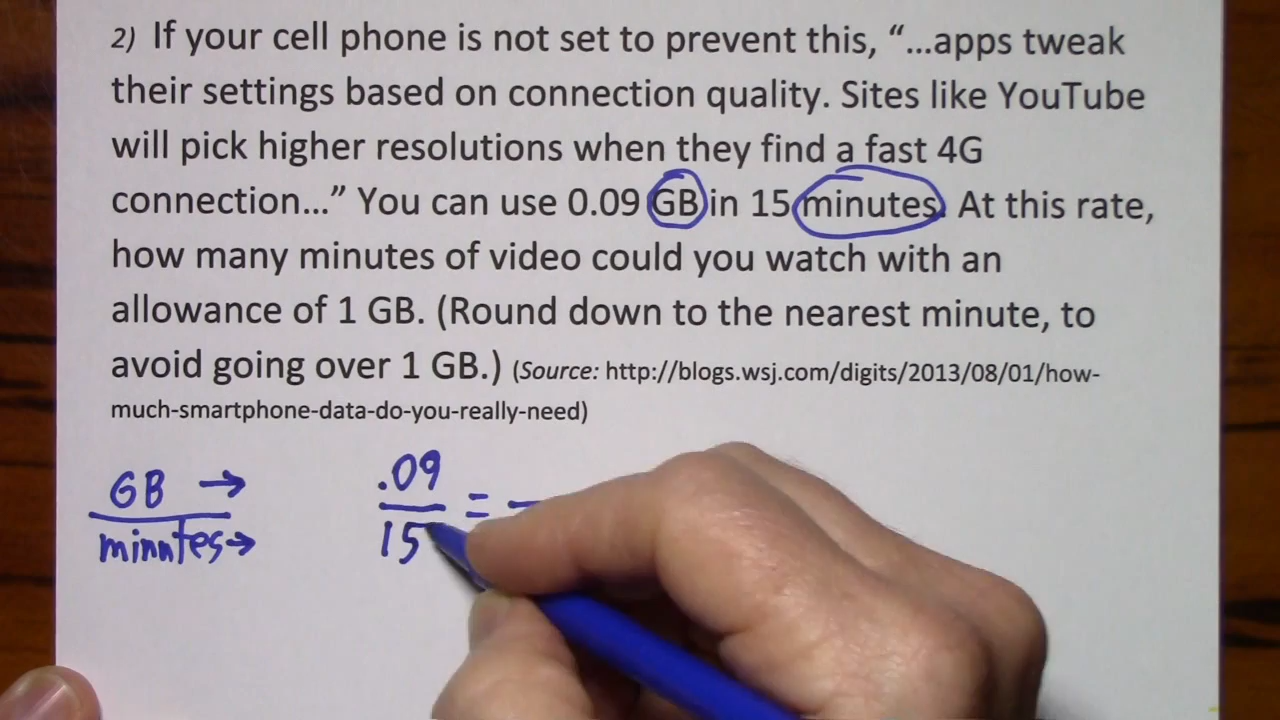 2) If your cell phone is not set to prevent this, “...apps tweak
their settings based on connection quality. Sites like YouTube
will pick higher resolutions when they find a fast 4G
connection...” You can use 0.09 GB in 15 minutes. At this rate,
how many minutes of video could you watch with an
allowance of 1 GB. (Round down to the nearest minute, to
avoid going over 1 GB.) (Source: http://blogs.wsj.com/digits/2013/08/01/how-
much-smartphone-data-do-you-really-need)
GB → .09
minutes→ 15 =